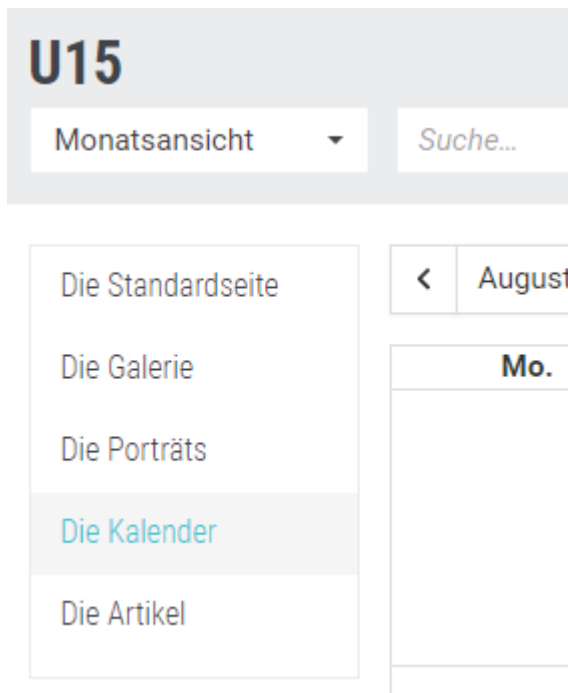 U15
Monatsansicht
Suche...
Die Standardseite
Die Galerie
Die Porträts
Die Kalender
Die Artikel
August
Mo.